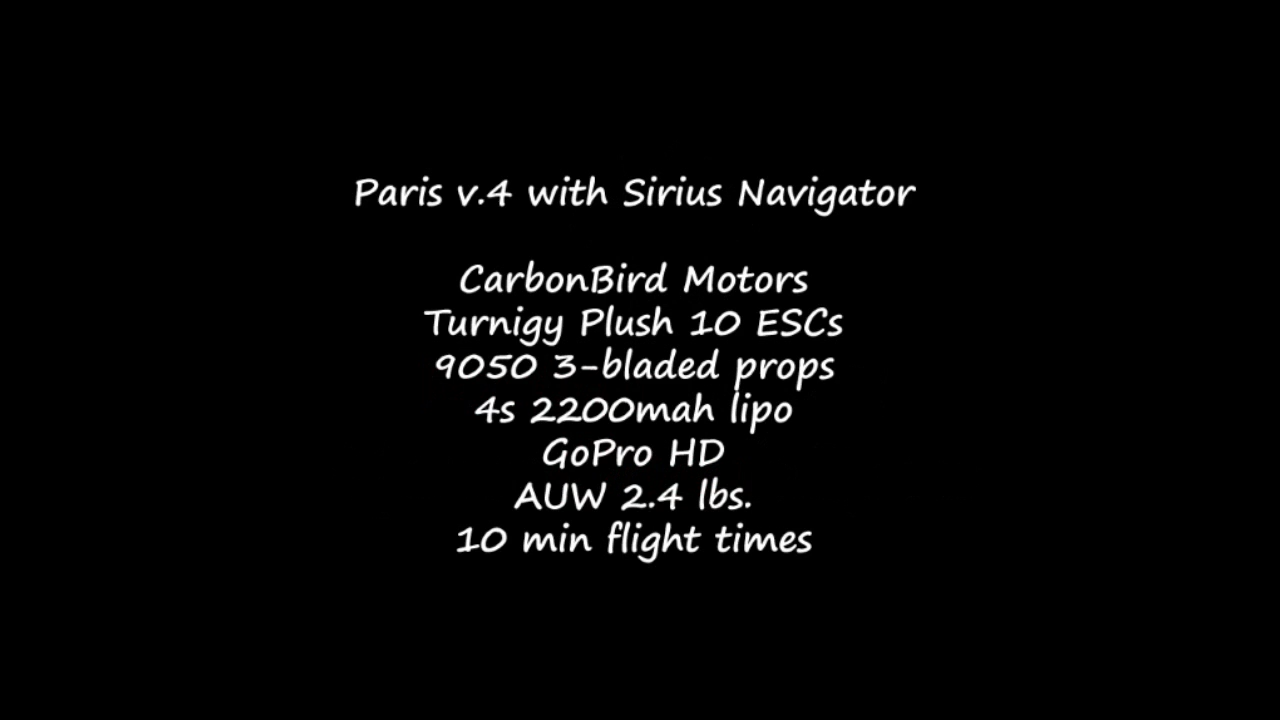 Paris v.4 with Sirius Navigator
CarbonBird Motors
Turnigy Plush 10 ESCs
9050 3-bladed props
4s 2200mah lipo
GoPro HD
AUW 2.4 lbs.
10 min flight times